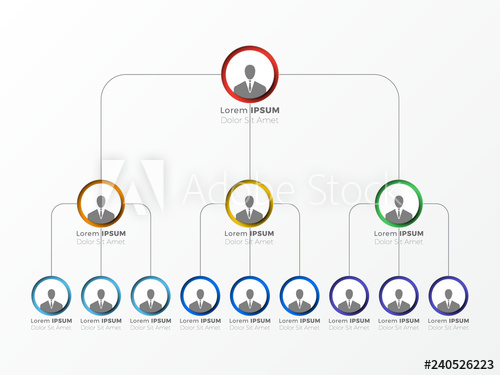 Lorem IPSUM
Dolor Sit Amet
Adobe Stock
Lorem IPSUM Lorem IPSUM Lorem IPSUM
Dolor Sit Amet Dolor Sit Amet Dolor Sit Amet
Lorem IPSUM Lorem IPSUM Lorem IPSUM Lorem IPSUM Lorem IPSUM Lorem IPSUM Lorem IPSUM Lorem IPSUM Lorem IPSUM
Dolor Sit Amet Dolor Sit Amet Dolor Sit Amet Dolor Sit Amet Dolor Sit Amet Dolor Sit Amet Dolor Sit Amet Dolor Sit Amet Dolor Sit Amet
© yahroniv - #240526223